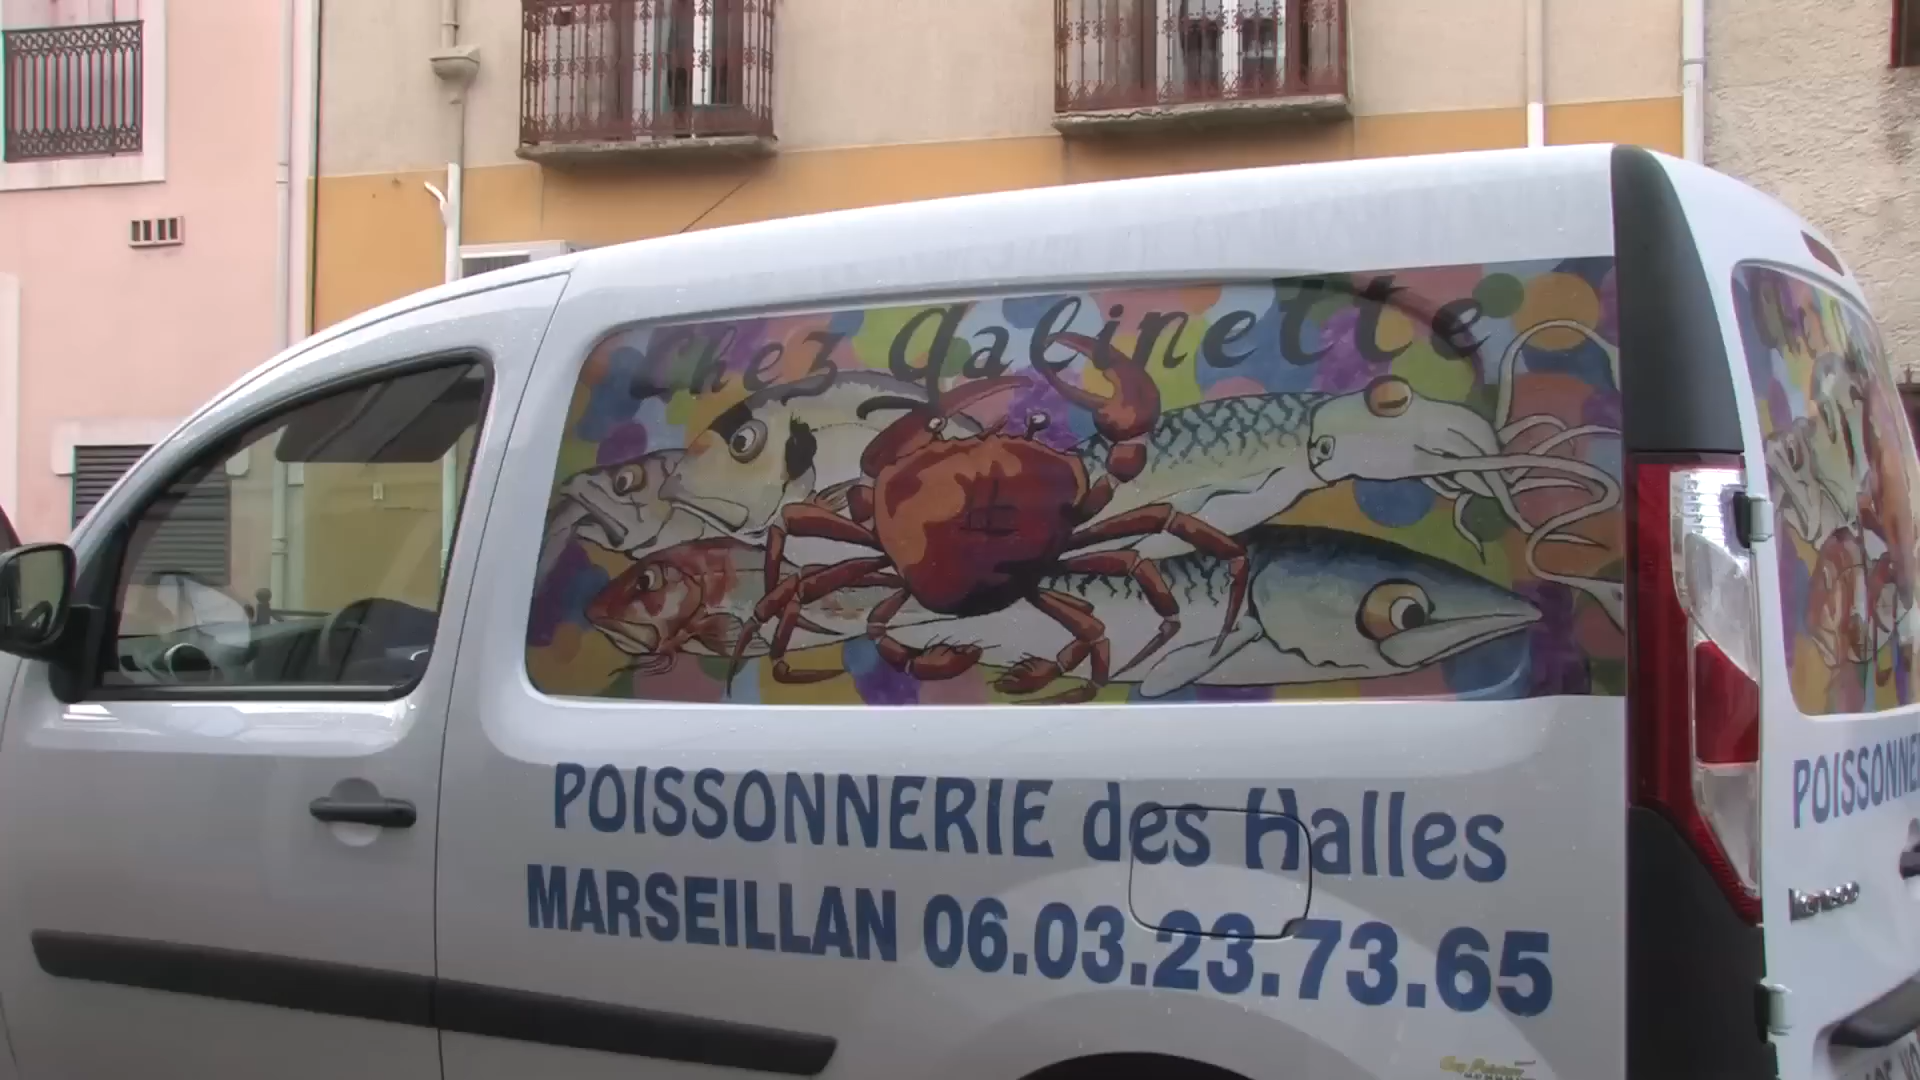 Chez Galinette
POISSONNERIE des Halles
MARSEILLAN 06.03.23.73.65
POISSONNE